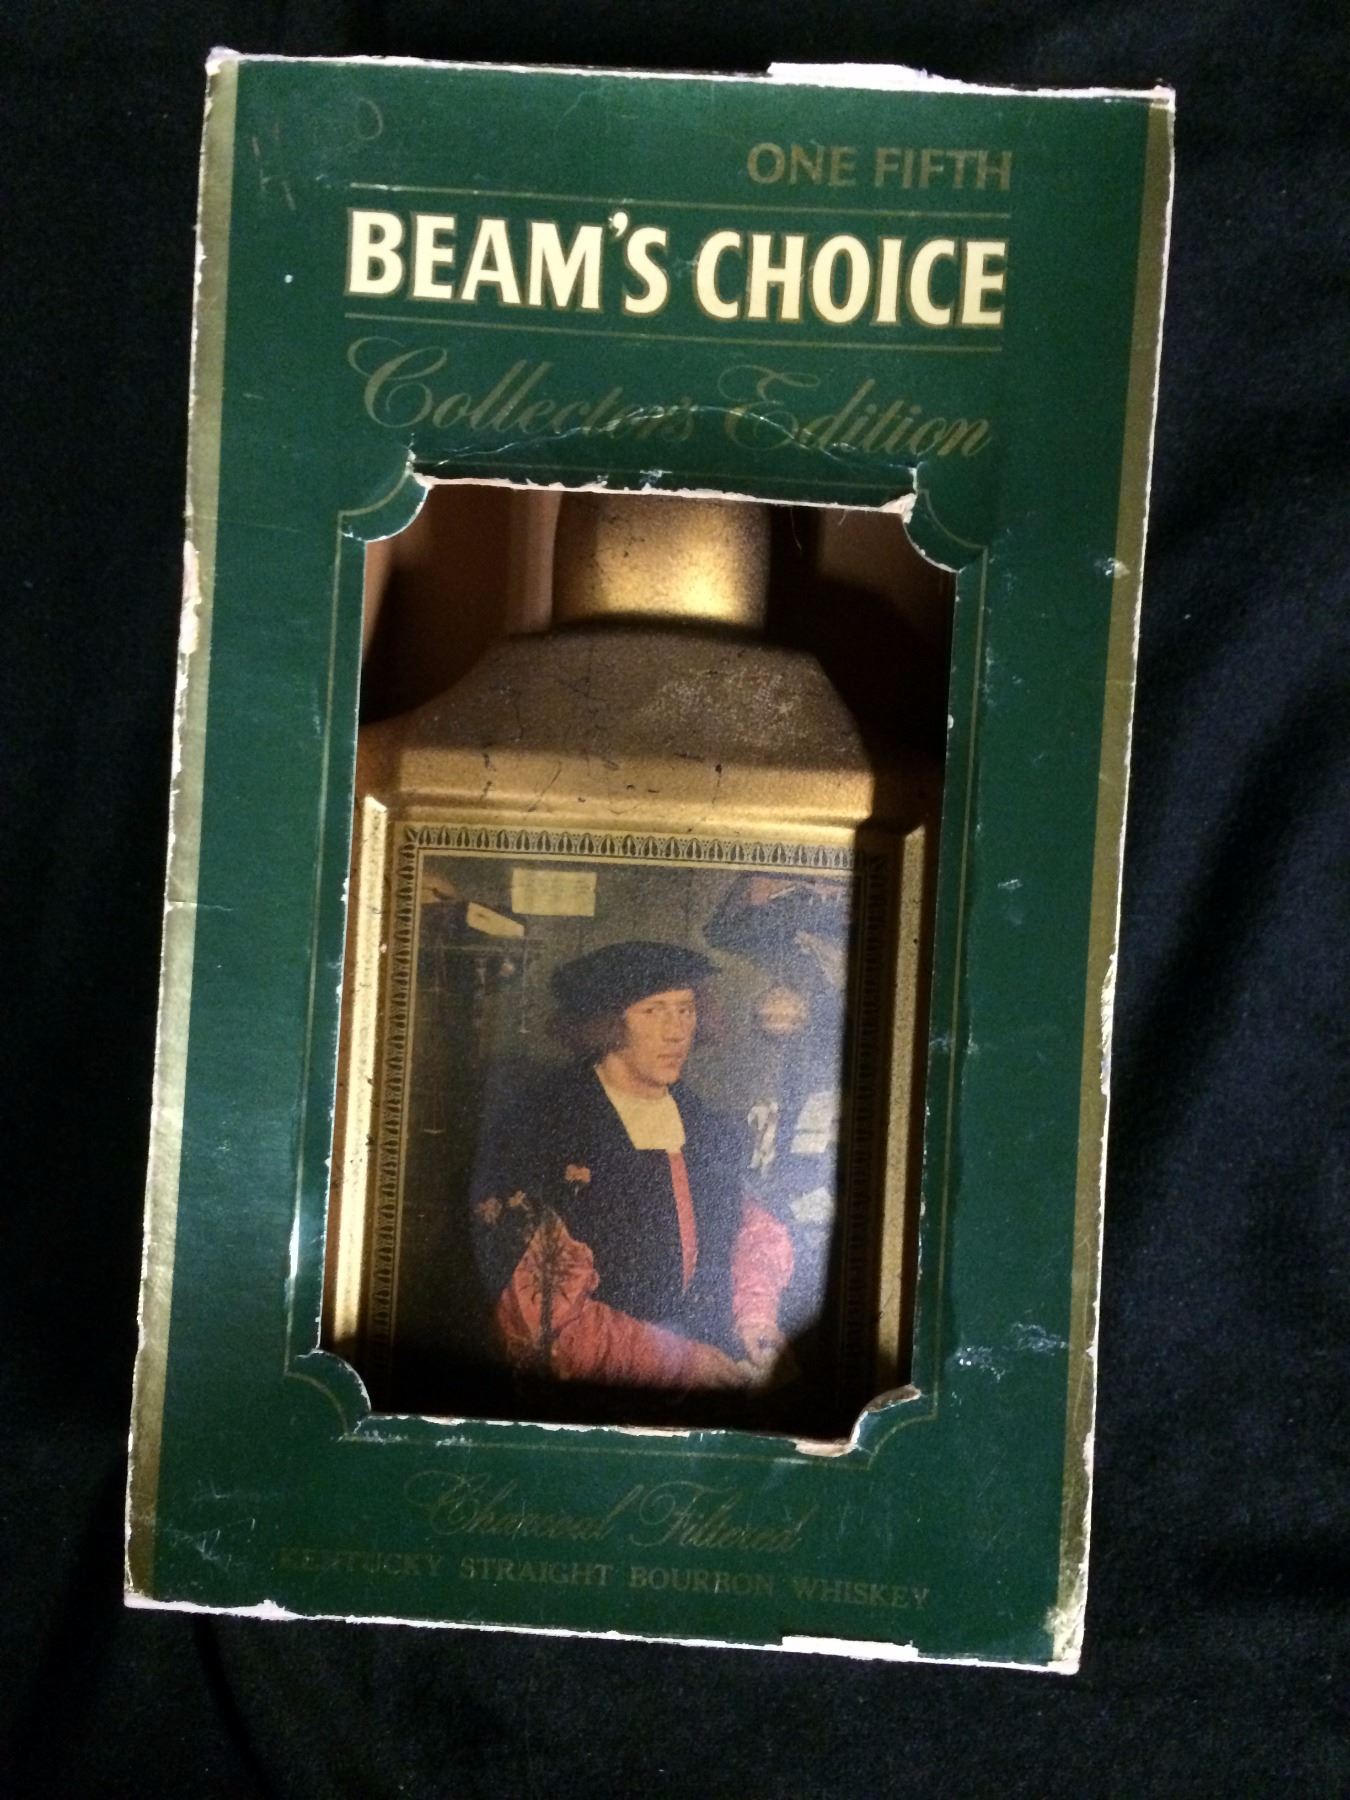 ONE FIFTH
BEAM'S CHOICE
Collector's Edition
Charcoal Filtered
KENTUCKY STRAIGHT BOURBON WHISKEY